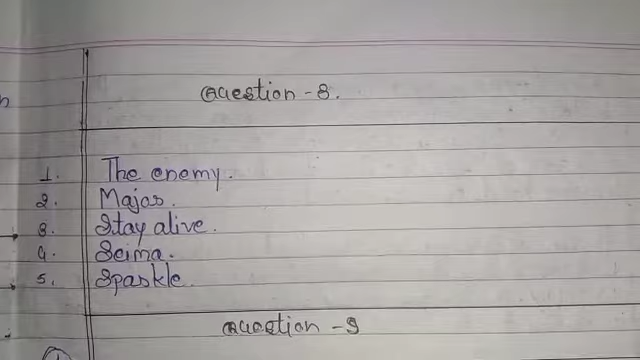 Question - 8.
1. The enemy.
2. Major.
3. Stay alive.
4. Seima.
5. Sparkle.
Question - 9